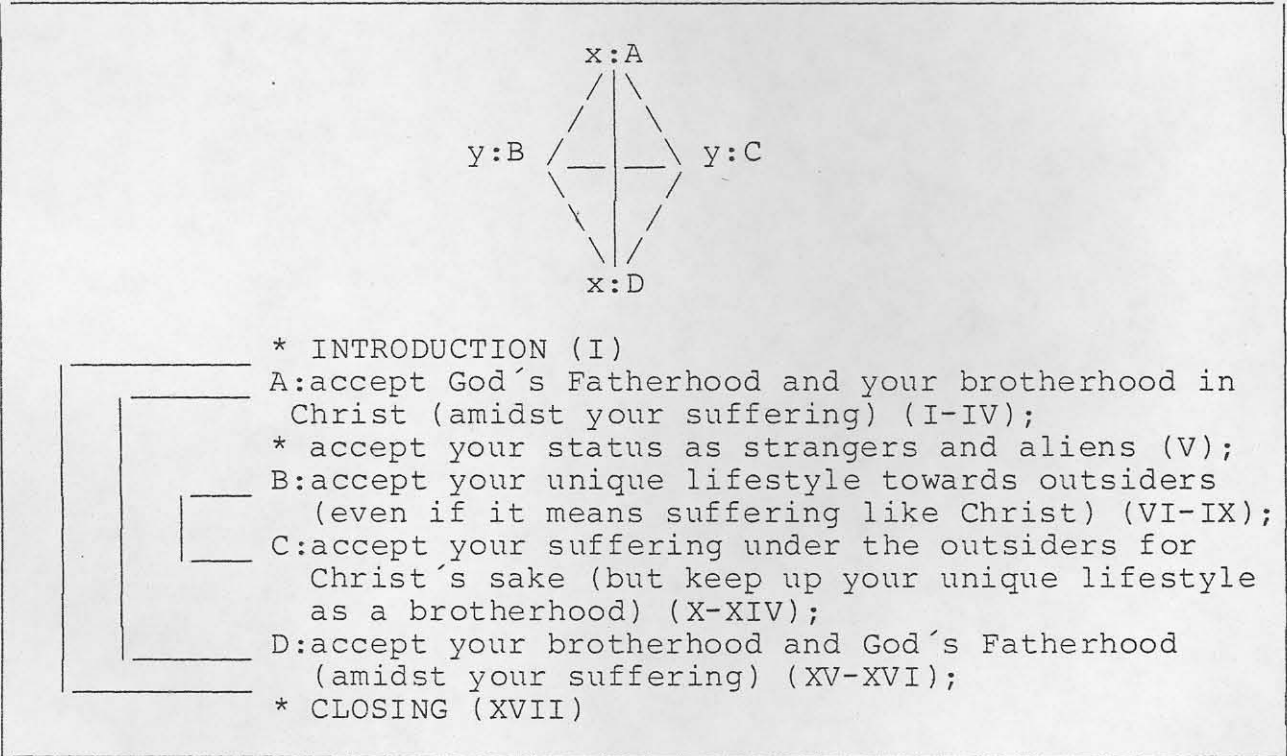 x:A
y:B y:C
x:D
* INTRODUCTION (I)
A:accept God´s Fatherhood and your brotherhood in
Christ (amidst your suffering) (I-IV);
* accept your status as strangers and aliens (V);
B:accept your unique lifestyle towards outsiders
(even if it means suffering like Christ) (VI-IX);
C:accept your suffering under the outsiders for
Christ´s sake (but keep up your unique lifestyle
as a brotherhood) (X-XIV);
D:accept your brotherhood and God´s Fatherhood
(amidst your suffering) (XV-XVI);
* CLOSING (XVII)